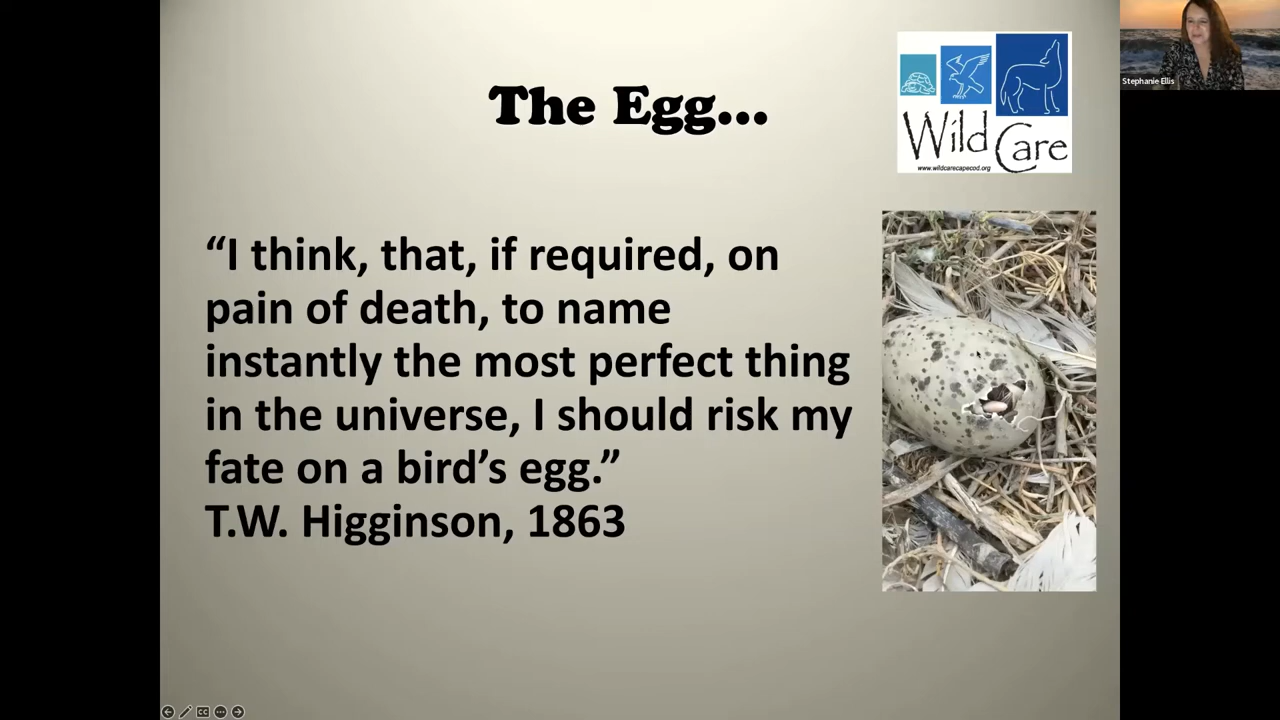 The Egg...
Wild Care
www.wildcarecapecod.org
Stephanie Ellis
“I think, that, if required, on
pain of death, to name
instantly the most perfect thing
in the universe, I should risk my
fate on a bird’s egg.”
T.W. Higginson, 1863
CC